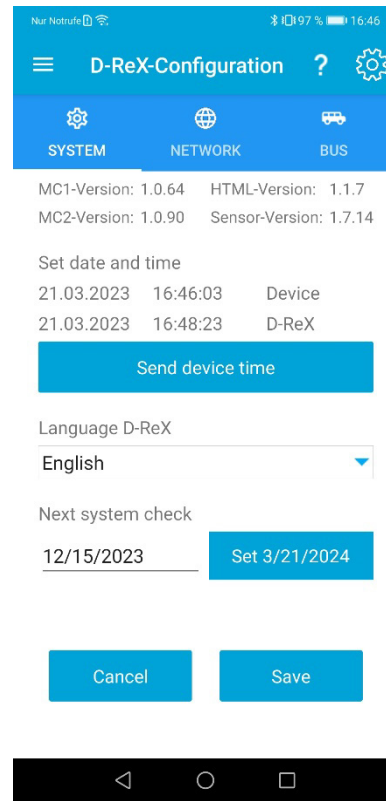 Nur Notrufe 97 % 16:46
D-ReX-Configuration ?
SYSTEM NETWORK BUS
MC1-Version: 1.0.64 HTML-Version: 1.1.7
MC2-Version: 1.0.90 Sensor-Version: 1.7.14
Set date and time
21.03.2023 16:46:03 Device
21.03.2023 16:48:23 D-ReX
Send device time
Language D-ReX
English
Next system check
12/15/2023 Set 3/21/2024
Cancel Save